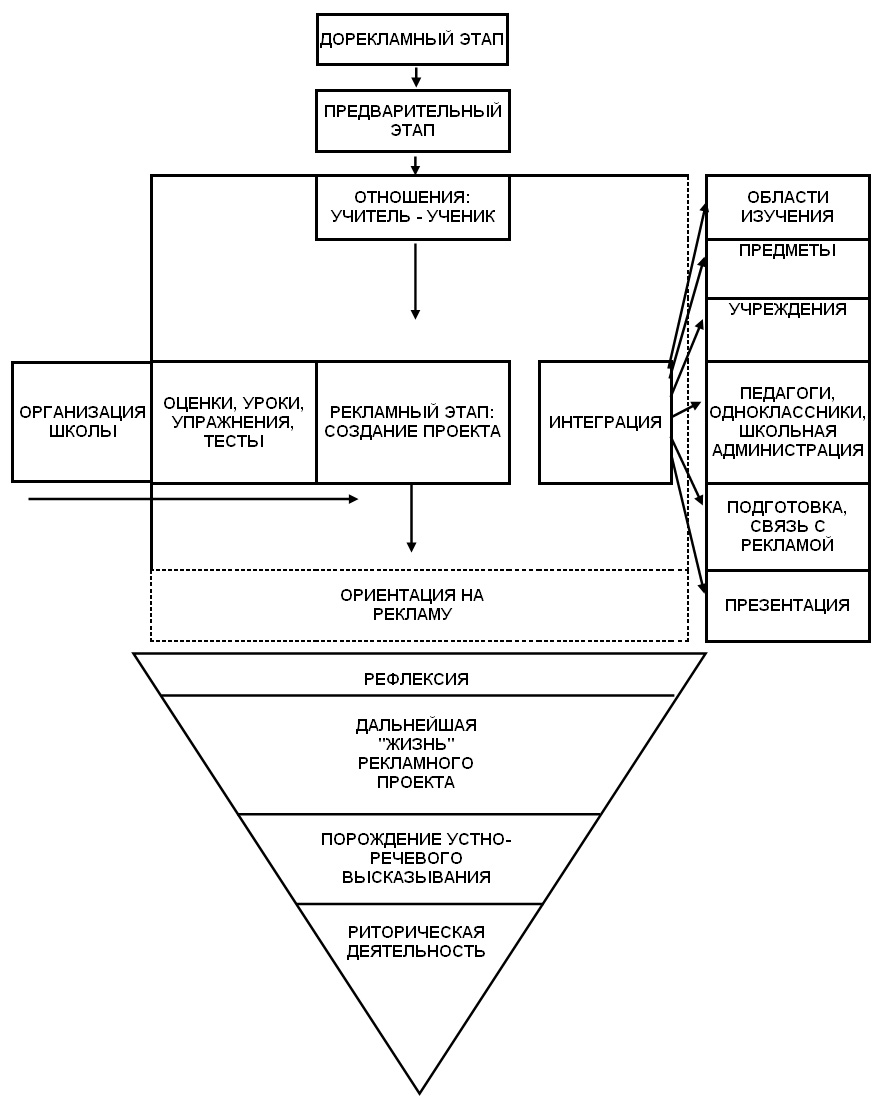 ДОРЕКЛАМНЫЙ ЭТАП
ПРЕДВАРИТЕЛЬНЫЙ
ЭТАП
ОТНОШЕНИЯ:
УЧИТЕЛЬ - УЧЕНИК
ОБЛАСТИ
ИЗУЧЕНИЯ
ПРЕДМЕТЫ
УЧРЕЖДЕНИЯ
ОРГАНИЗАЦИЯ
ШКОЛЫ
ОЦЕНКИ, УРОКИ,
УПРАЖНЕНИЯ,
ТЕСТЫ
РЕКЛАМНЫЙ ЭТАП:
СОЗДАНИЕ ПРОЕКТА
ИНТЕГРАЦИЯ
ПЕДАГОГИ,
ОДНОКЛАССНИКИ,
ШКОЛЬНАЯ
АДМИНИСТРАЦИЯ
ПОДГОТОВКА,
СВЯЗЬ С
РЕКЛАМОЙ
ОРИЕНТАЦИЯ НА
РЕКЛАМУ
ПРЕЗЕНТАЦИЯ
РЕФЛЕКСИЯ
ДАЛЬНЕЙШАЯ
"ЖИЗНЬ"
РЕКЛАМНОГО
ПРОЕКТА
ПОРОЖДЕНИЕ УСТНО-
РЕЧЕВОГО
ВЫСКАЗЫВАНИЯ
РИТОРИЧЕСКАЯ
ДЕЯТЕЛЬНОСТЬ